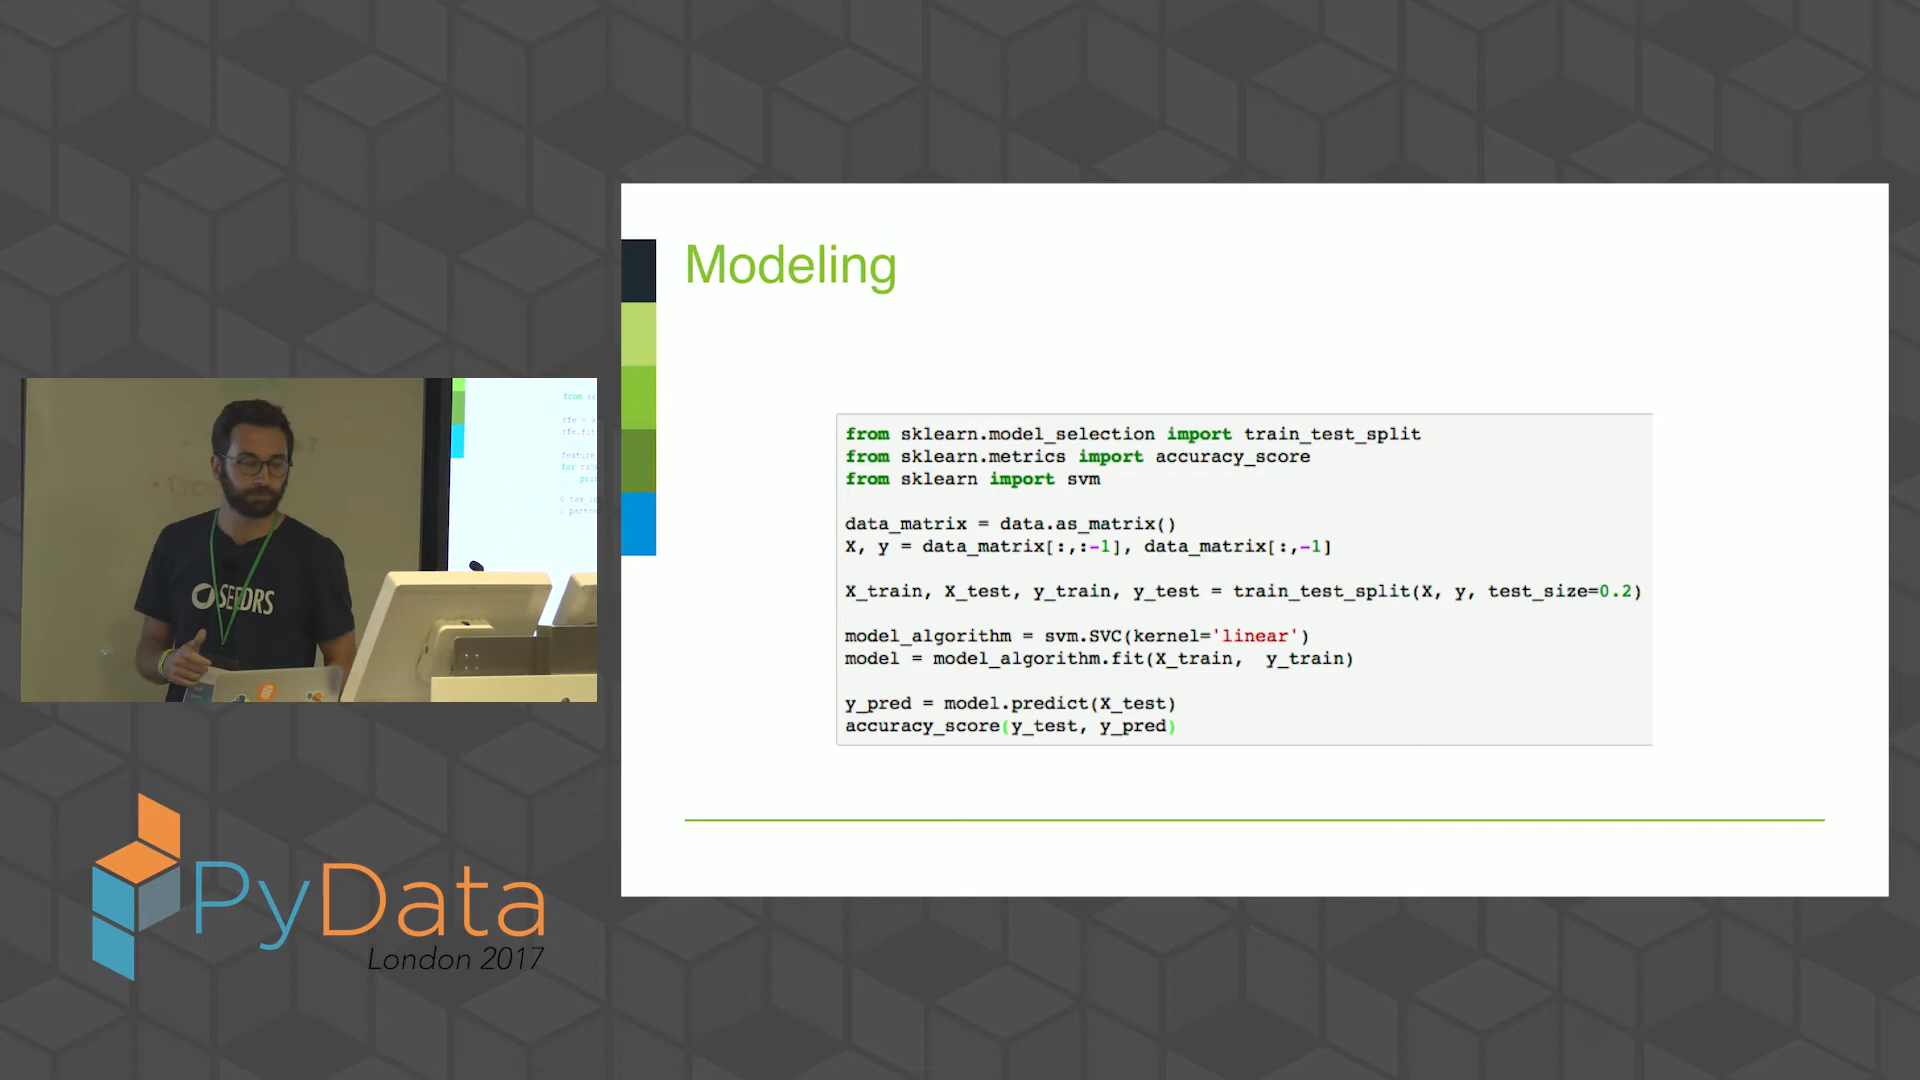 Modeling
from sklearn.model_selection import train_test_split
from sklearn.metrics import accuracy_score
from sklearn import svm
data_matrix = data.as_matrix()
X, y = data_matrix[:,:-1], data_matrix[:,-1]
X_train, X_test, y_train, y_test = train_test_split(X, y, test_size=0.2)
model_algorithm = svm.SVC(kernel='linear')
model = model_algorithm.fit(X_train,  y_train)
y_pred = model.predict(X_test)
accuracy_score(y_test, y_pred)
SEEDRS
PyData
London 2017